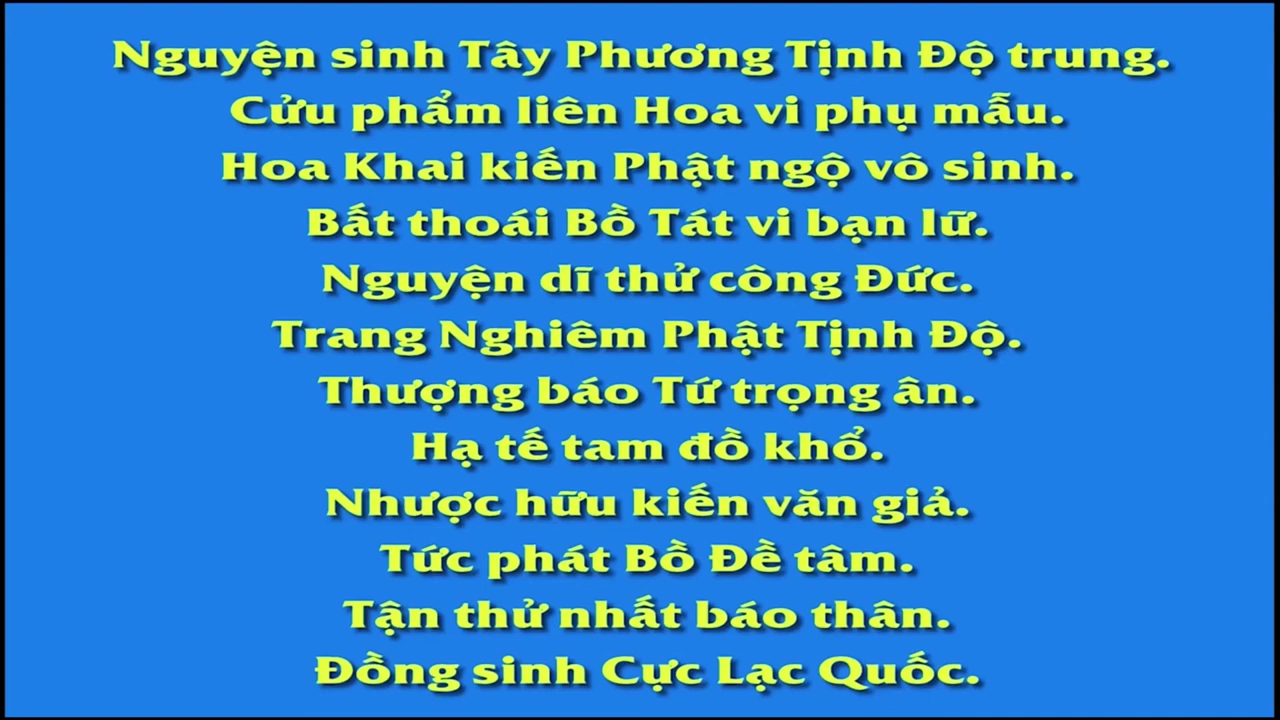 Nguyện sinh Tây Phương Tịnh Độ trung.
Cửu phẩm liên Hoa vi phụ mẫu.
Hoa Khai kiến Phật ngộ vô sinh.
Bất thoái Bồ Tát vi bạn lữ.
Nguyện dĩ thử công Đức.
Trang Nghiêm Phật Tịnh Độ.
Thượng báo Tứ trọng ân.
Hạ tế tam đồ khổ.
Nhược hữu kiến văn giả.
Tức phát Bồ Đề tâm.
Tận thử nhất báo thân.
Đồng sinh Cực Lạc Quốc.